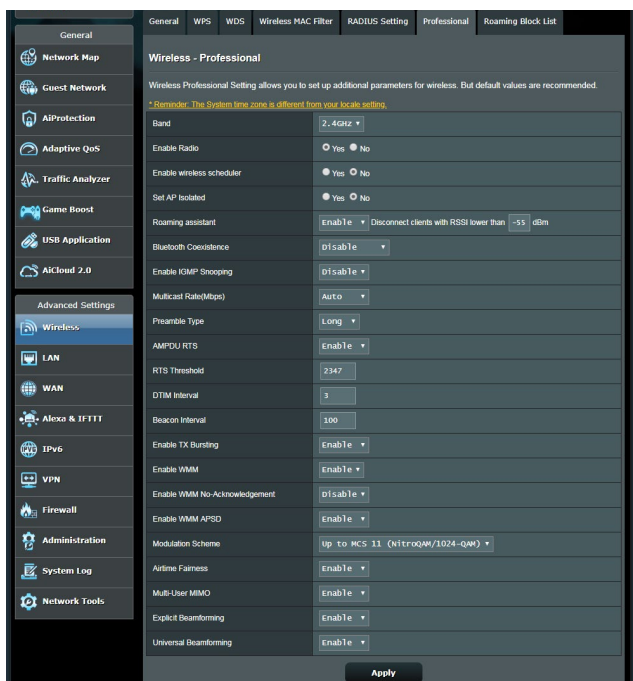 General WPS WDS Wireless MAC Filter RADIUS Setting Professional Roaming Block List
General
Network Map
Guest Network
AiProtection
Adaptive QoS
Traffic Analyzer
Game Boost
USB Application
AiCloud 2.0
Advanced Settings
Wireless
LAN
WAN
Alexa & IFTTT
IPv6
VPN
Firewall
Administration
System Log
Network Tools
Wireless - Professional
Wireless Professional Setting allows you to set up additional parameters for wireless. But default values are recommended.
* Reminder: The System time zone is different from your locale setting.
Band 2.4GHz
Enable Radio Yes No
Enable wireless scheduler Yes No
Set AP Isolated Yes No
Roaming assistant Enable Disconnect clients with RSSI lower than -55 dBm
Bluetooth Coexistence Disable
Enable IGMP Snooping Disable
Multicast Rate(Mbps) Auto
Preamble Type Long
AMPDU RTS Enable
RTS Threshold 2347
DTIM Interval 3
Beacon Interval 100
Enable TX Bursting Enable
Enable WMM Enable
Enable WMM No-Acknowledgement Disable
Enable WMM APSD Enable
Modulation Scheme Up to MCS 11 (NitroQAM/1024-QAM)
Airtime Fairness Enable
Multi-User MIMO Enable
Explicit Beamforming Enable
Universal Beamforming Enable
Apply